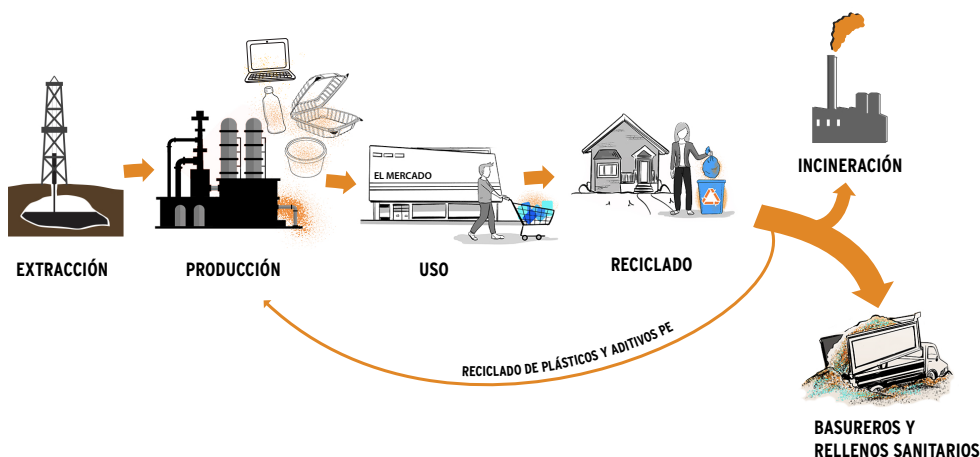 EL MERCADO
INCINERACIÓN
EXTRACCIÓN
PRODUCCIÓN
USO
RECICLADO
RECICLADO DE PLÁSTICOS Y ADITIVOS PE
BASUREROS Y
RELLENOS SANITARIOS